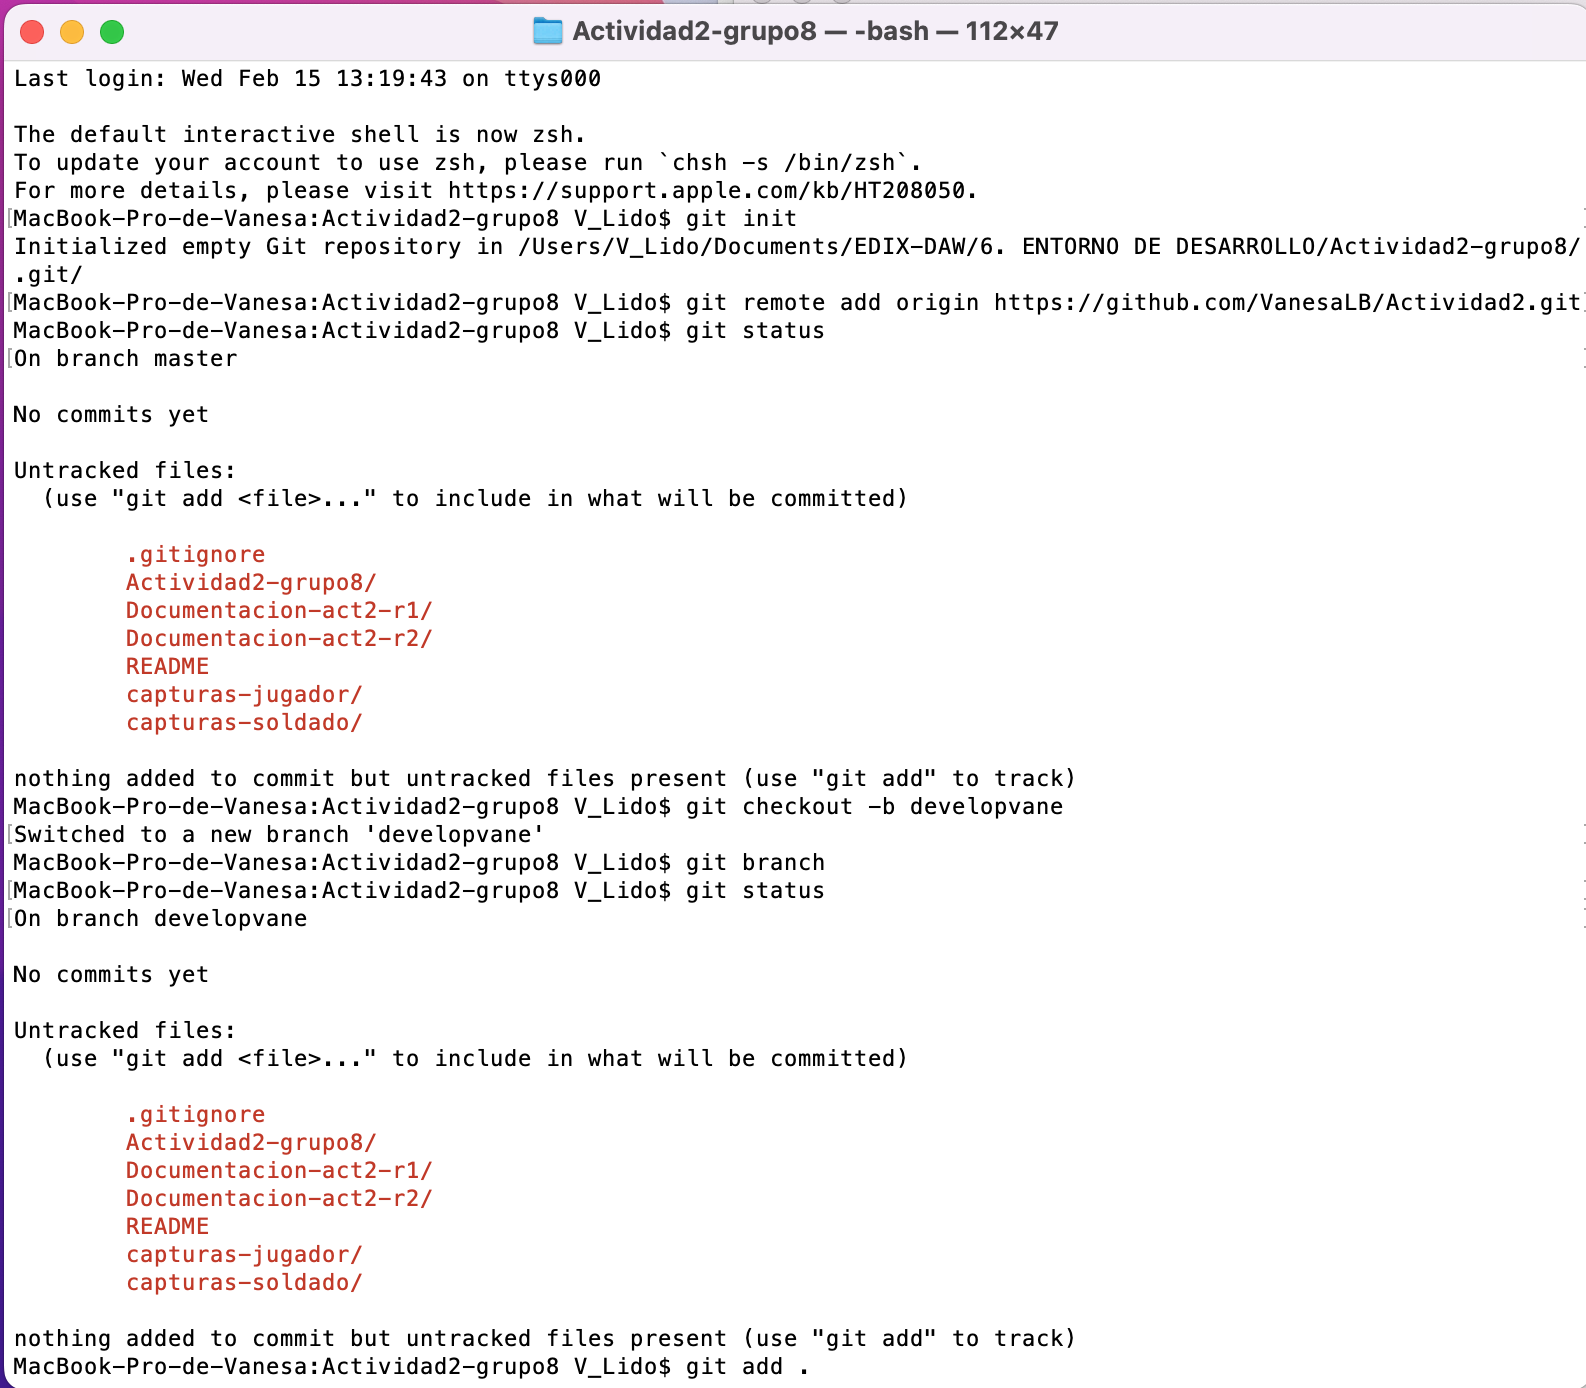 Actividad2-grupo8 — -bash — 112×47
Last login: Wed Feb 15 13:19:43 on ttys000
The default interactive shell is now zsh.
To update your account to use zsh, please run `chsh -s /bin/zsh`.
For more details, please visit https://support.apple.com/kb/HT208050.
[MacBook-Pro-de-Vanesa:Actividad2-grupo8 V_Lido$ git init
Initialized empty Git repository in /Users/V_Lido/Documents/EDIX-DAW/6. ENTORNO DE DESARROLLO/Actividad2-grupo8/
.git/
[MacBook-Pro-de-Vanesa:Actividad2-grupo8 V_Lido$ git remote add origin https://github.com/VanesaLB/Actividad2.git
MacBook-Pro-de-Vanesa:Actividad2-grupo8 V_Lido$ git status
[On branch master
No commits yet
Untracked files:
  (use "git add <file>..." to include in what will be committed)
        .gitignore
        Actividad2-grupo8/
        Documentacion-act2-r1/
        Documentacion-act2-r2/
        README
        capturas-jugador/
        capturas-soldado/
nothing added to commit but untracked files present (use "git add" to track)
MacBook-Pro-de-Vanesa:Actividad2-grupo8 V_Lido$ git checkout -b developvane
[Switched to a new branch 'developvane'
MacBook-Pro-de-Vanesa:Actividad2-grupo8 V_Lido$ git branch
[MacBook-Pro-de-Vanesa:Actividad2-grupo8 V_Lido$ git status
[On branch developvane
No commits yet
Untracked files:
  (use "git add <file>..." to include in what will be committed)
        .gitignore
        Actividad2-grupo8/
        Documentacion-act2-r1/
        Documentacion-act2-r2/
        README
        capturas-jugador/
        capturas-soldado/
nothing added to commit but untracked files present (use "git add" to track)
MacBook-Pro-de-Vanesa:Actividad2-grupo8 V_Lido$ git add .